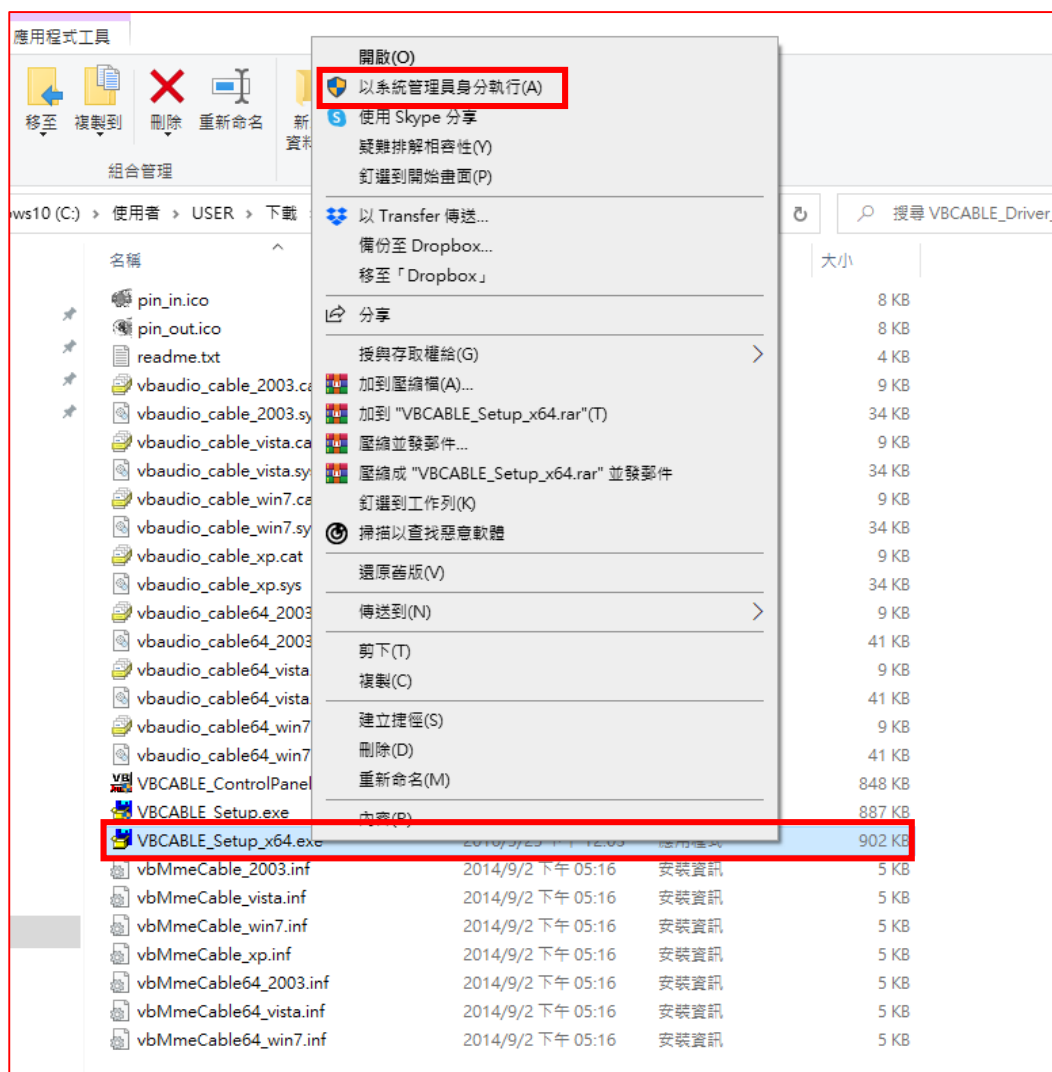 應用程式工具
移至 複製到 刪除 重新命名 新
資料
組合管理
ows10 (C:) › 使用者 › USER › 下載
搜尋 VBCABLE_Driver_
名稱
大小
開啟(O)
以系統管理員身分執行(A)
使用 Skype 分享
疑難排解相容性(Y)
釘選到開始畫面(P)
以 Transfer 傳送...
備份至 Dropbox...
移至「Dropbox」
分享
授與存取權給(G)
加到壓縮檔(A)...
加到 "VBCABLE_Setup_x64.rar"(T)
壓縮並發郵件...
壓縮成 "VBCABLE_Setup_x64.rar" 並發郵件
釘選到工作列(K)
掃描以查找惡意軟體
還原舊版(V)
傳送到(N)
剪下(T)
複製(C)
建立捷徑(S)
刪除(D)
重新命名(M)
內容(R)
pin_in.ico 8 KB
pin_out.ico 8 KB
readme.txt 4 KB
vbaudio_cable_2003.ca 9 KB
vbaudio_cable_2003.sy 34 KB
vbaudio_cable_vista.ca 9 KB
vbaudio_cable_vista.sy 34 KB
vbaudio_cable_win7.ca 9 KB
vbaudio_cable_win7.sy 34 KB
vbaudio_cable_xp.cat 9 KB
vbaudio_cable_xp.sys 34 KB
vbaudio_cable64_2003 9 KB
vbaudio_cable64_2003 41 KB
vbaudio_cable64_vista. 9 KB
vbaudio_cable64_vista. 41 KB
vbaudio_cable64_win7 9 KB
vbaudio_cable64_win7 41 KB
VBCABLE_ControlPanel 848 KB
VBCABLE_Setup.exe 887 KB
VBCABLE_Setup_x64.exe 902 KB
vbMmeCable_2003.inf 2014/9/2 下午 05:16 安裝資訊 5 KB
vbMmeCable_vista.inf 2014/9/2 下午 05:16 安裝資訊 5 KB
vbMmeCable_win7.inf 2014/9/2 下午 05:16 安裝資訊 5 KB
vbMmeCable_xp.inf 2014/9/2 下午 05:16 安裝資訊 5 KB
vbMmeCable64_2003.inf 2014/9/2 下午 05:16 安裝資訊 5 KB
vbMmeCable64_vista.inf 2014/9/2 下午 05:16 安裝資訊 5 KB
vbMmeCable64_win7.inf 2014/9/2 下午 05:16 安裝資訊 5 KB